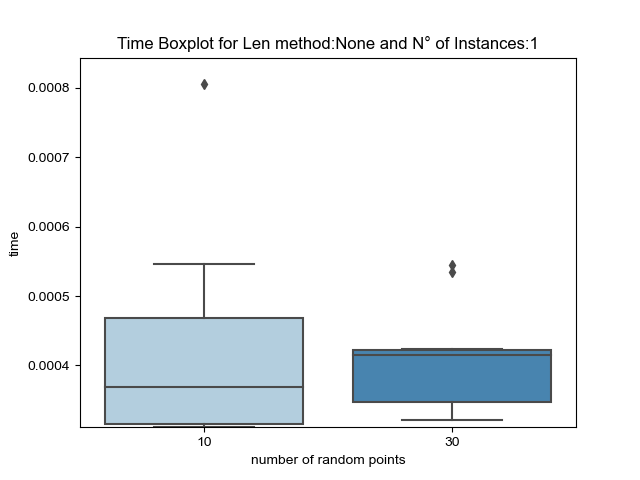 Time Boxplot for Len method:None and N° of Instances:1
0.0008
0.0007
0.0006
0.0005
0.0004
time
10
30
number of random points